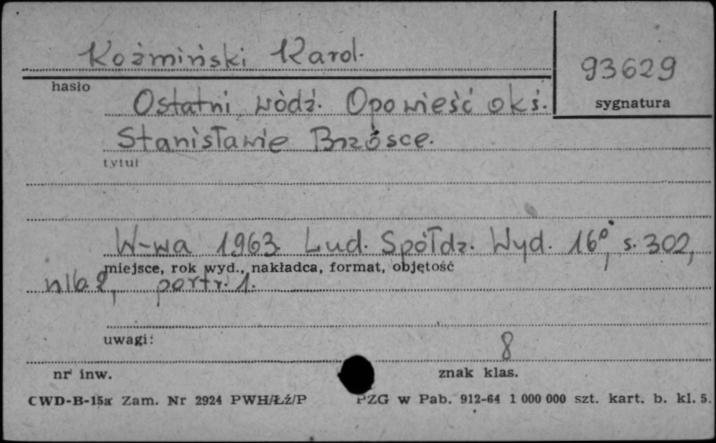 Koźmiński Karol.
93629
hasło
sygnatura
Ostatni wódź. Opowieść o kś.
Stanisławie Brzósce.
tytuł
W-wa 1963. Lud. Spółdz. Wyd. 16°, s. 302,
miejsce, rok wyd., nakładca, format, objętość
nlb 2, portr. 1.
uwagi:
8
nr inw.
znak klas.
CWD-B-15a Zam. Nr 2924 PWH/Łż/P PZG w Pab. 912-64 1 000 000 szt. kart. b. kl. 5.